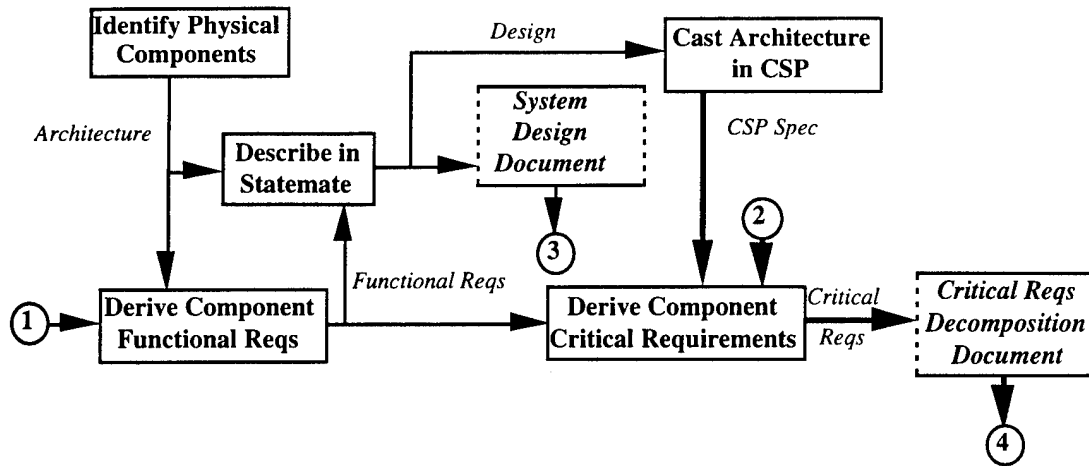 Identify Physical
Components
Design
Cast Architecture
in CSP
Architecture
System
Design
Document
CSP Spec
Describe in
Statemate
2
3
Functional Reqs
1
Derive Component
Functional Reqs
Derive Component
Critical Requirements
Critical
Reqs
Critical Reqs
Decomposition
Document
4